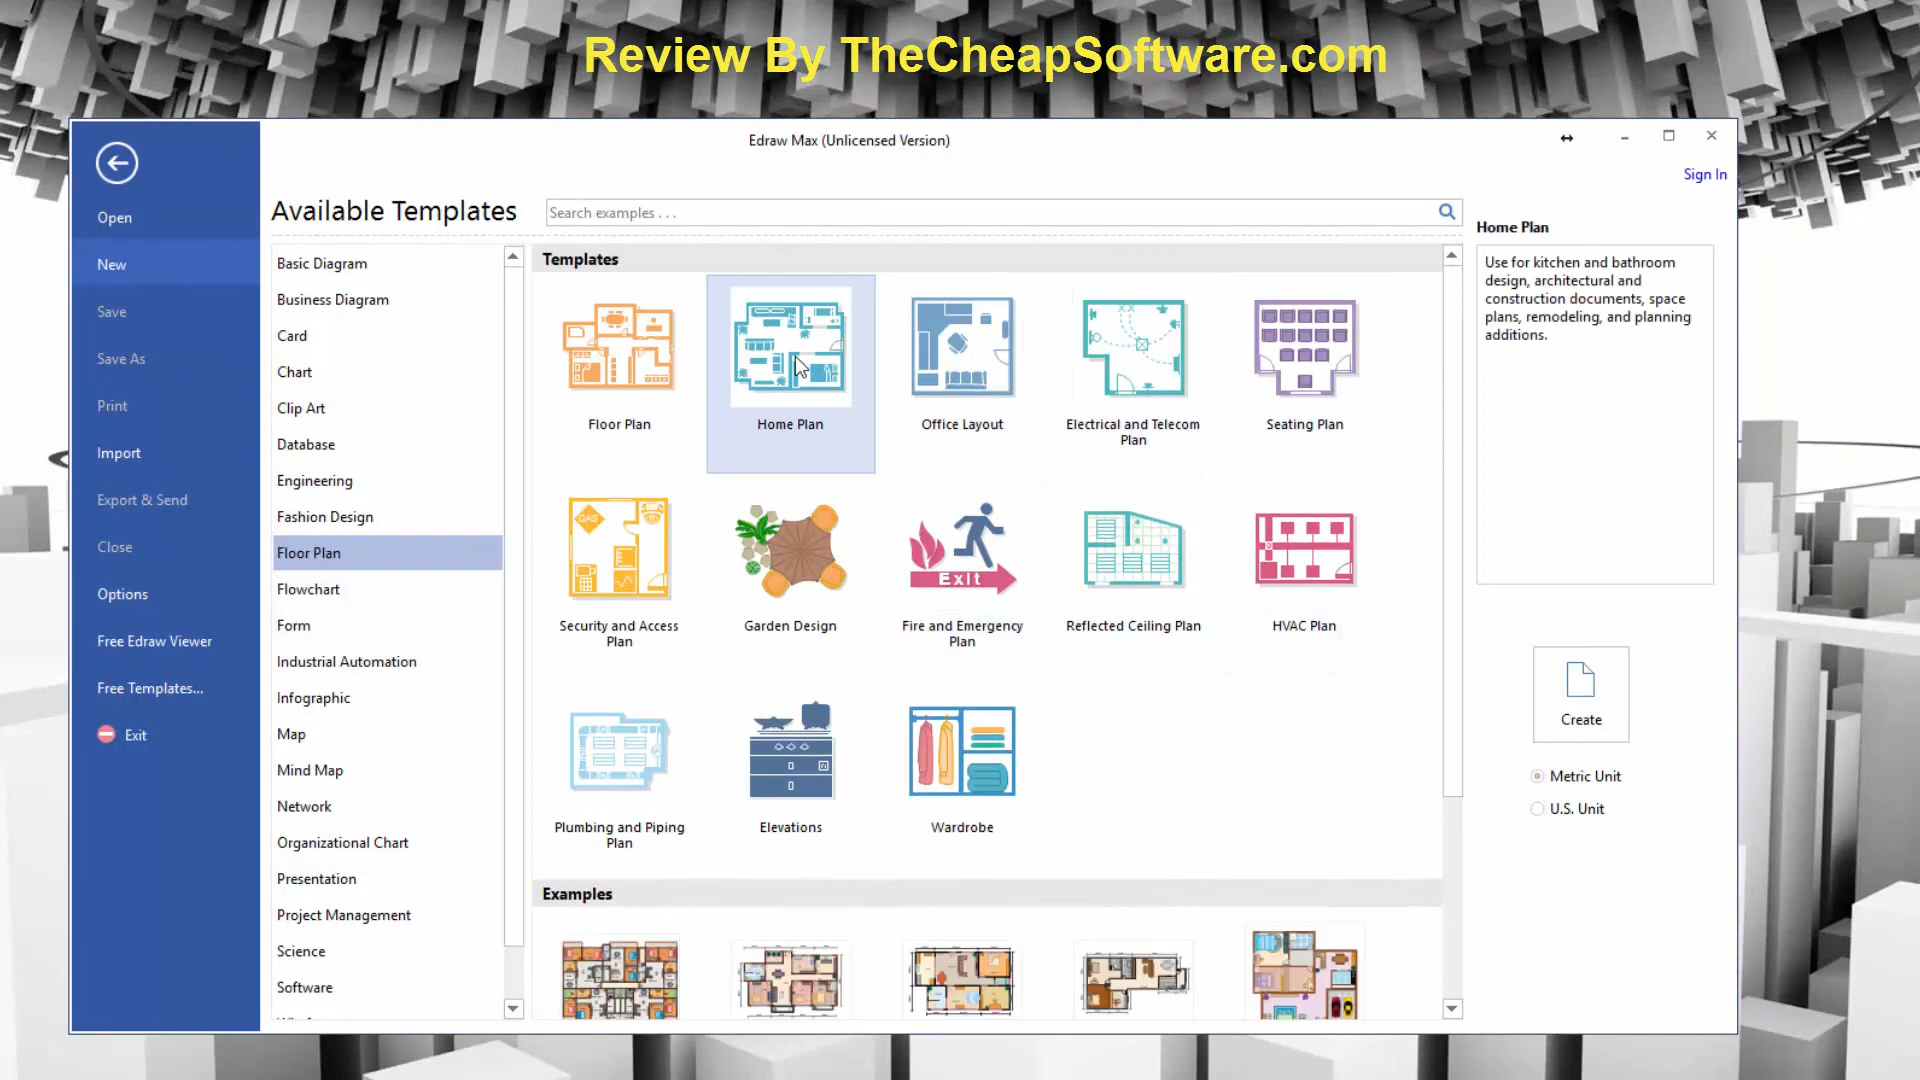 Review By TheCheapSoftware.com
Edraw Max (Unlicensed Version)
Sign In
Open
New
Save
Save As
Print
Import
Export & Send
Close
Options
Free Edraw Viewer
Free Templates...
Exit
Available Templates
Search examples . . .
Basic Diagram
Business Diagram
Card
Chart
Clip Art
Database
Engineering
Fashion Design
Floor Plan
Flowchart
Form
Industrial Automation
Infographic
Map
Mind Map
Network
Organizational Chart
Presentation
Project Management
Science
Software
Templates
Floor Plan
Home Plan
Office Layout
Electrical and Telecom
Plan
Seating Plan
GAS
Exit
Security and Access
Plan
Garden Design
Fire and Emergency
Plan
Reflected Ceiling Plan
HVAC Plan
Plumbing and Piping
Plan
Elevations
Wardrobe
Examples
Home Plan
Use for kitchen and bathroom
design, architectural and
construction documents, space
plans, remodeling, and planning
additions.
Create
Metric Unit
U.S. Unit